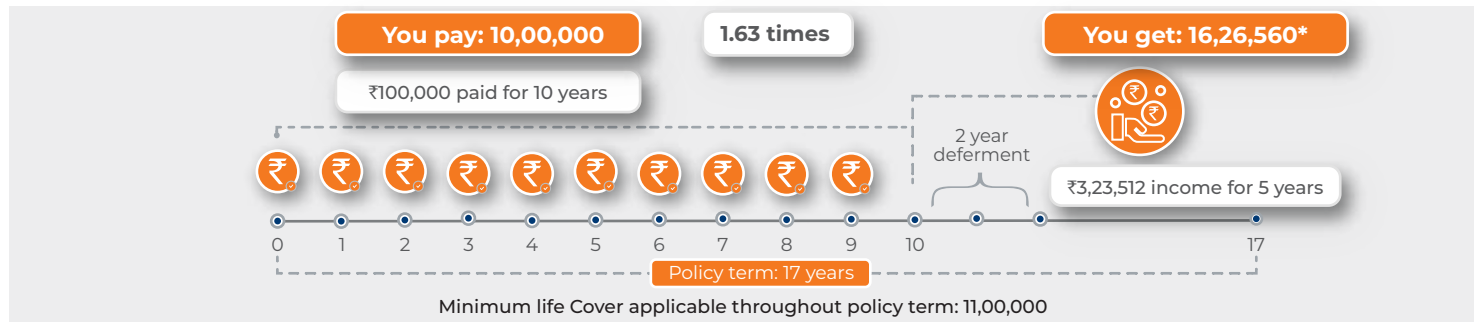 You pay: 10,00,000
1.63 times
You get: 16,26,560*
₹100,000 paid for 10 years
2 year
deferment
₹3,23,512 income for 5 years
0 1 2 3 4 5 6 7 8 9 10 17
Policy term: 17 years
Minimum life Cover applicable throughout policy term: 11,00,000